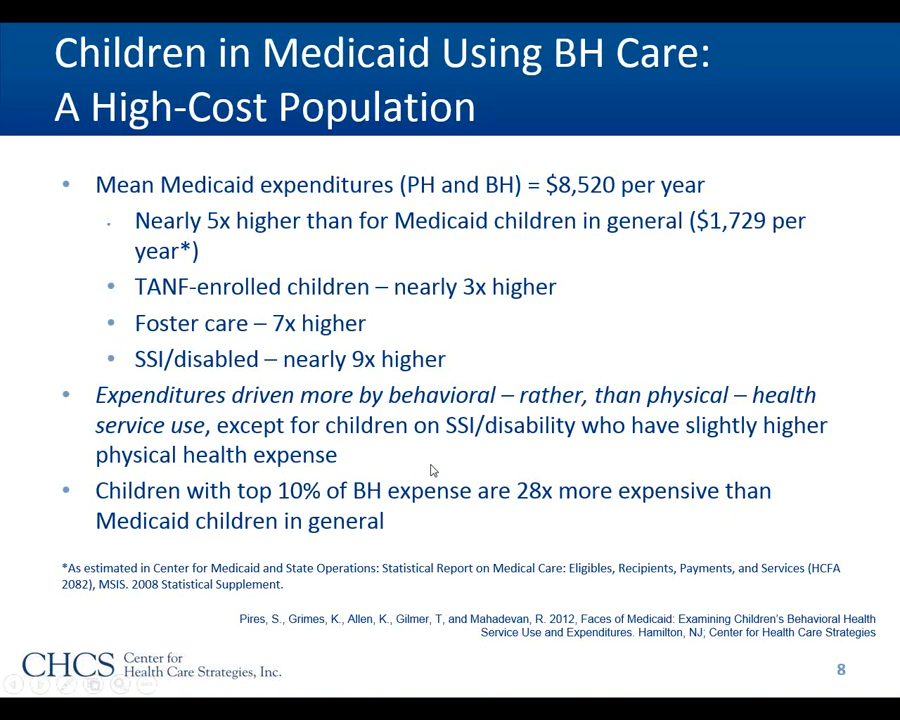 Children in Medicaid Using BH Care:
A High-Cost Population
• Mean Medicaid expenditures (PH and BH) = $8,520 per year
• Nearly 5x higher than for Medicaid children in general ($1,729 per
year*)
• TANF-enrolled children – nearly 3x higher
• Foster care – 7x higher
• SSI/disabled – nearly 9x higher
• Expenditures driven more by behavioral – rather, than physical – health
service use, except for children on SSI/disability who have slightly higher
physical health expense
• Children with top 10% of BH expense are 28x more expensive than
Medicaid children in general
*As estimated in Center for Medicaid and State Operations: Statistical Report on Medical Care: Eligibles, Recipients, Payments, and Services (HCFA
2082), MSIS. 2008 Statistical Supplement.
Pires, S., Grimes, K., Allen, K., Gilmer, T, and Mahadevan, R. 2012, Faces of Medicaid: Examining Children's Behavioral Health
Service Use and Expenditures. Hamilton, NJ; Center for Health Care Strategies
CHCS Center for
Health Care Strategies, Inc.
8